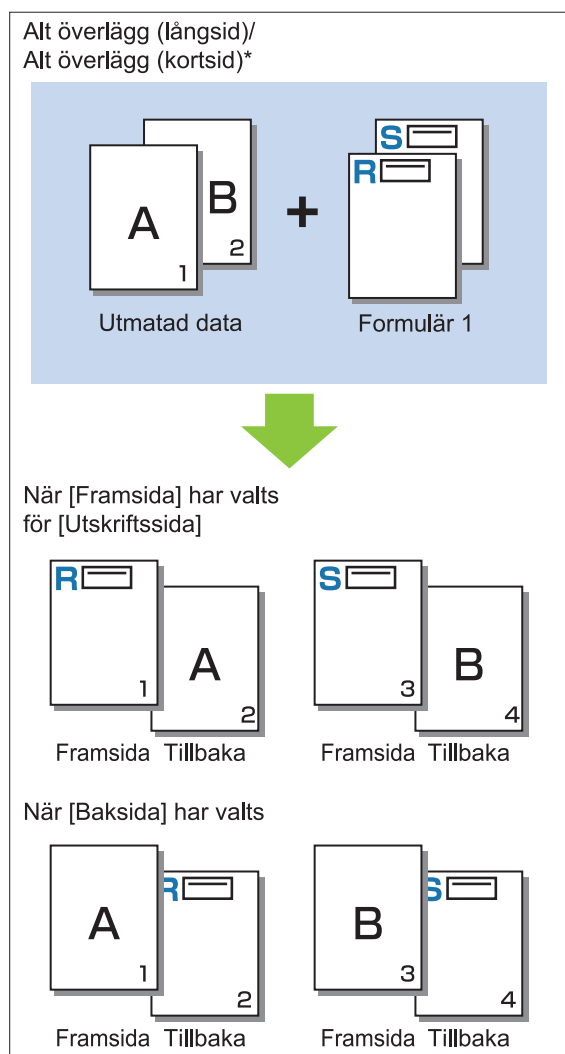 Alt överlägg (långsid)/
Alt överlägg (kortsid)*
A
1
B
2
+
S
R
Utmatad data
Formulär 1
När [Framsida] har valts
för [Utskriftssida]
R
1
A
2
S
3
B
4
Framsida Tillbaka
Framsida Tillbaka
När [Baksida] har valts
A
1
R
2
B
3
S
4
Framsida Tillbaka
Framsida Tillbaka